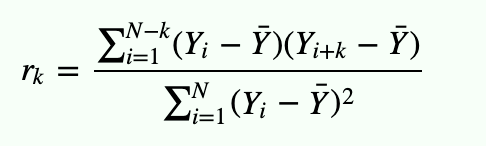 r_k = \frac{\sum_{i=1}^{N-k}(Y_i - \bar{Y})(Y_{i+k} - \bar{Y})}{\sum_{i=1}^{N}(Y_i - \bar{Y})^2}